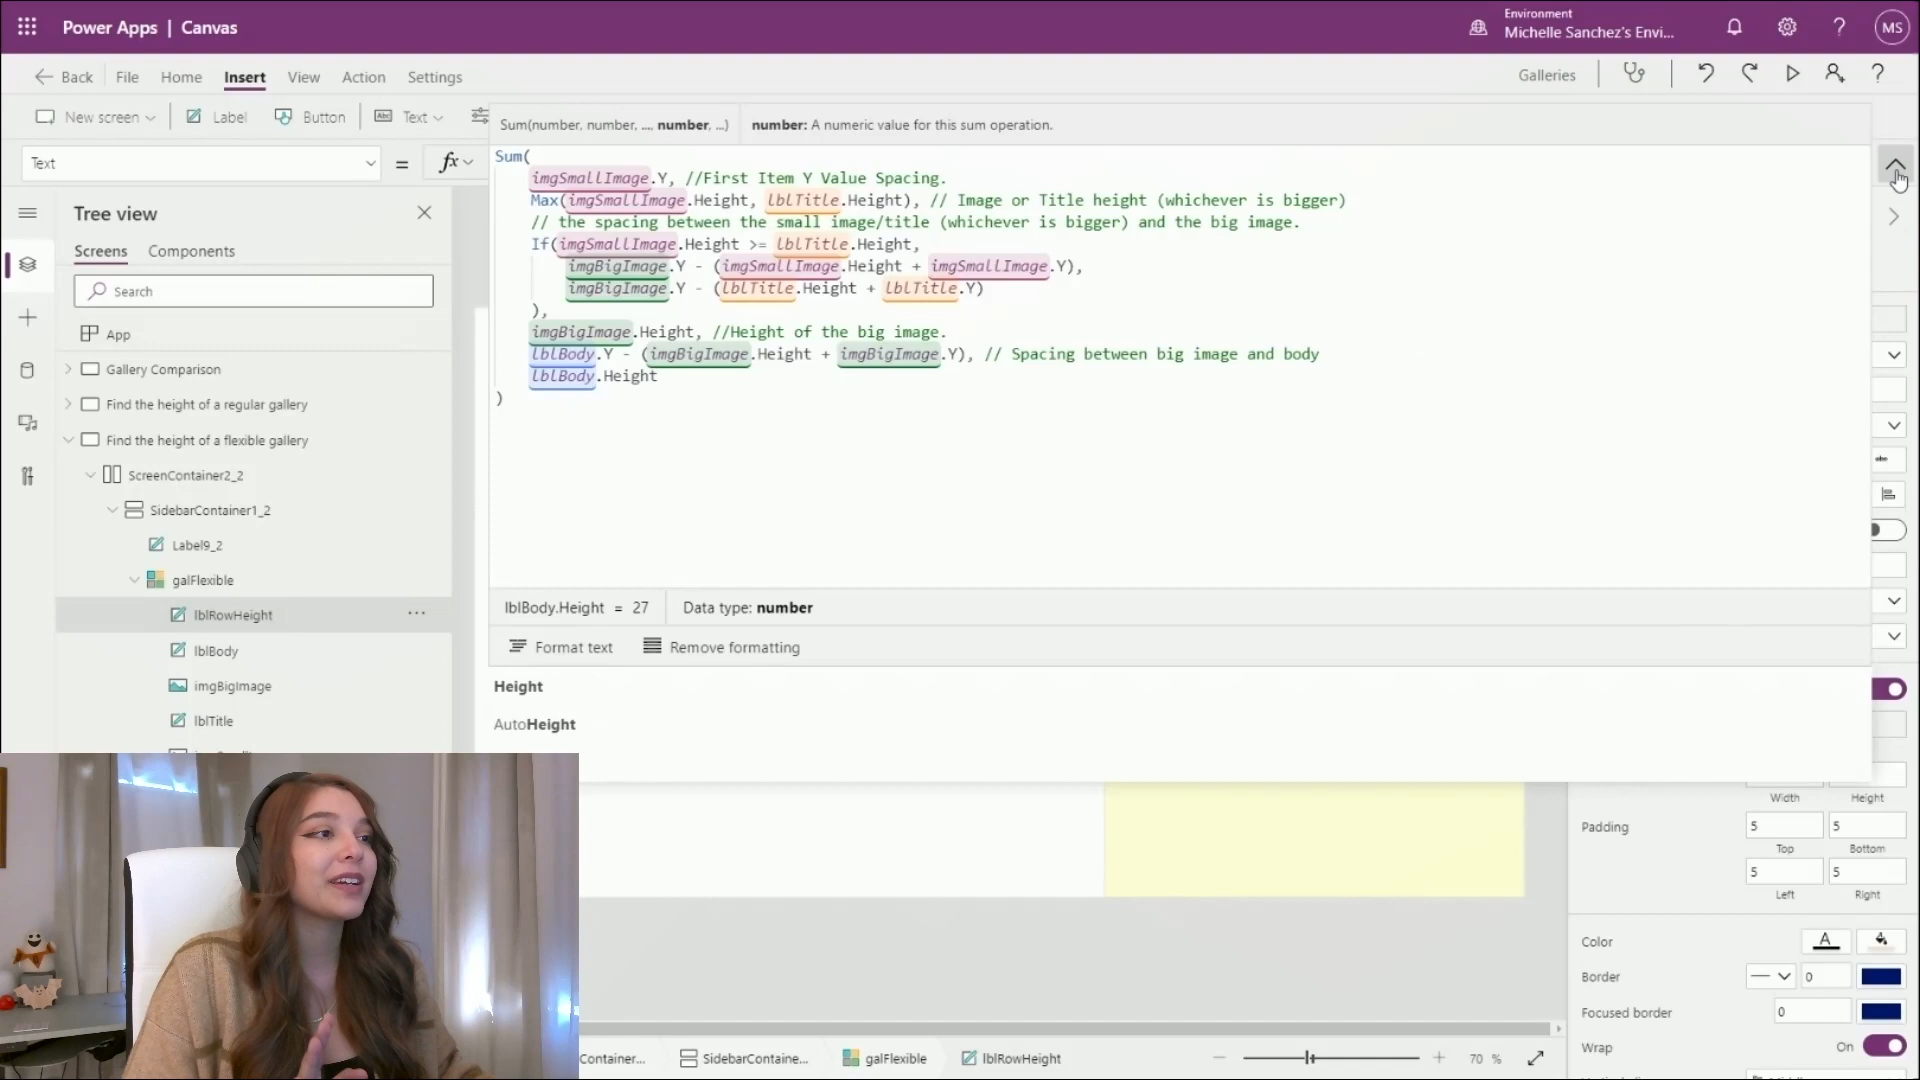 Power Apps | Canvas
Environment
Michelle Sanchez's Envi...
MS
Back
File
Home
Insert
View
Action
Settings
Galleries
New screen
Label
Button
Text
Sum(number, number, ..., number, ...)
number: A numeric value for this sum operation.
Text
=
fx
Sum(
imgSmallImage.Y, //First Item Y Value Spacing.
Max(imgSmallImage.Height, lblTitle.Height), // Image or Title height (whichever is bigger)
// the spacing between the small image/title (whichever is bigger) and the big image.
If(imgSmallImage.Height >= lblTitle.Height,
imgBigImage.Y - (imgSmallImage.Height + imgSmallImage.Y),
imgBigImage.Y - (lblTitle.Height + lblTitle.Y)
),
imgBigImage.Height, //Height of the big image.
lblBody.Y - (imgBigImage.Height + imgBigImage.Y), // Spacing between big image and body
lblBody.Height
)
Tree view
Screens
Components
Search
App
Gallery Comparison
Find the height of a regular gallery
Find the height of a flexible gallery
ScreenContainer2_2
SidebarContainer1_2
Label9_2
galFlexible
lblRowHeight
lblBody
imgBigImage
lblTitle
lblBody.Height = 27
Data type: number
Format text
Remove formatting
Height
AutoHeight
Width
Height
Padding
5
5
Top
Bottom
5
5
Left
Right
Color
A
Border
0
Focused border
0
Wrap
On
Container...
SidebarContaine...
galFlexible
lblRowHeight
70 %